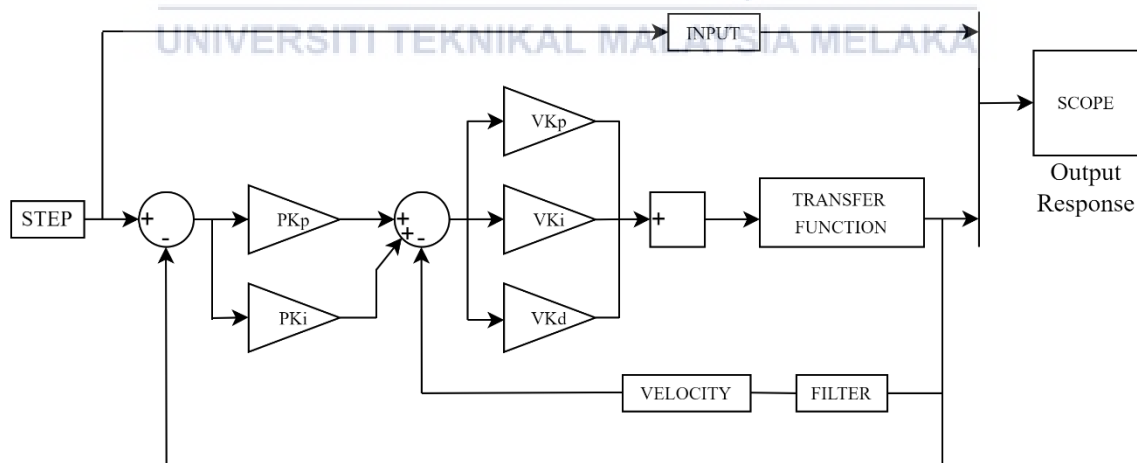 UNIVERSITI TEKNIKAL MALAYSIA MELAKA
INPUT
SCOPE
Output
Response
VKp
STEP
+
-
PKp
+
+
-
VKi
+
TRANSFER
FUNCTION
PKi
VKd
VELOCITY
FILTER